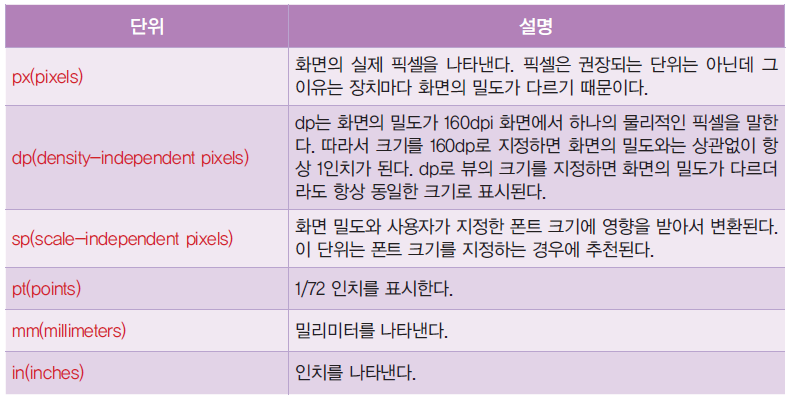 단위
설명
px(pixels)
화면의 실제 픽셀을 나타낸다. 픽셀은 권장되는 단위는 아닌데 그
이유는 장치마다 화면의 밀도가 다르기 때문이다.
dp(density-independent pixels)
dp는 화면의 밀도가 160dpi 화면에서 하나의 물리적인 픽셀을 말한
다. 따라서 크기를 160dp로 지정하면 화면의 밀도와는 상관없이 항
상 1인치가 된다. dp로 뷰의 크기를 지정하면 화면의 밀도가 다르더
라도 항상 동일한 크기로 표시된다.
sp(scale-independent pixels)
화면 밀도와 사용자가 지정한 폰트 크기에 영향을 받아서 변환된다.
이 단위는 폰트 크기를 지정하는 경우에 추천된다.
pt(points)
1/72 인치를 표시한다.
mm(millimeters)
밀리미터를 나타낸다.
in(inches)
인치를 나타낸다.